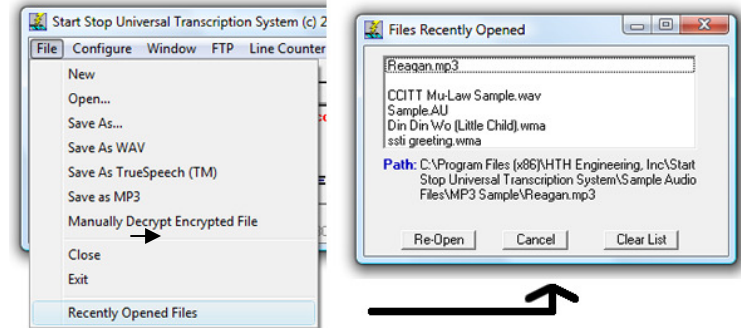 Start Stop Universal Transcription System (c) 2
File Configure Window FTP Line Counter
New
Open...
Save As...
Save As WAV
Save As TrueSpeech (TM)
Save as MP3
Manually Decrypt Encrypted File
Close
Exit
Recently Opened Files
Files Recently Opened
Reagan.mp3
CCITT Mu-Law Sample.wav
Sample.AU
Din Din Wo (Little Child).wma
ssti greeting.wma
Path: C:\Program Files (x86)\HTH Engineering, Inc\Start
Stop Universal Transcription System\Sample Audio
Files\MP3 Sample\Reagan.mp3
Re-Open Cancel Clear List